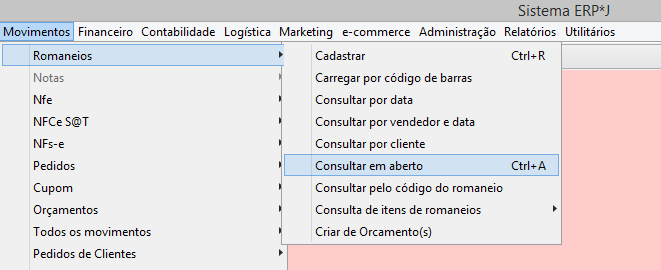 Sistema ERP*J
Movimentos Financeiro Contabilidade Logística Marketing e-commerce Administração Relatórios Utilitários
Romaneios
Notas
Nfe
NFCe S@T
NFs-e
Pedidos
Cupom
Orçamentos
Todos os movimentos
Pedidos de Clientes
Cadastrar Ctrl+R
Carregar por código de barras
Consultar por data
Consultar por vendedor e data
Consultar por cliente
Consultar em aberto Ctrl+A
Consultar pelo código do romaneio
Consulta de itens de romaneios
Criar de Orcamento(s)